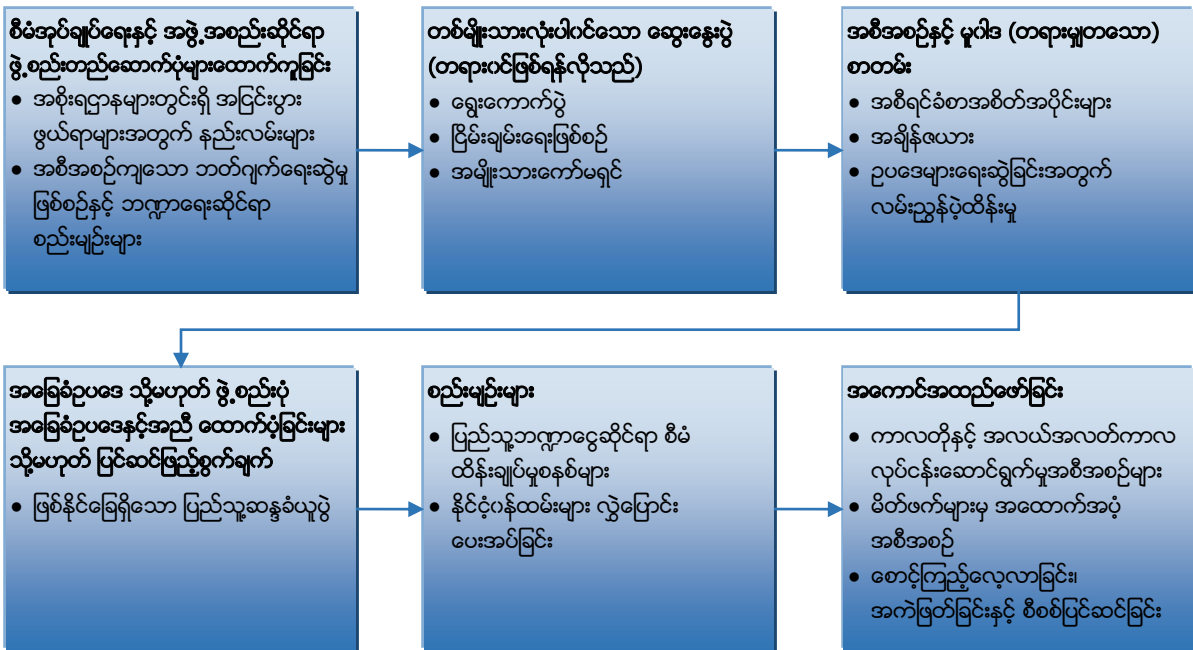 စီမံအုပ်ချုပ်ရေးနှင့် အဖွဲ့အစည်းဆိုင်ရာ
ဖွဲ့စည်းတည်ဆောက်ပုံများထောက်ကူခြင်း
• အစိုးရဌာနများတွင်းရှိ အငြင်းပွား
ဖွယ်ရာများအတွက် နည်းလမ်းများ
• အစီအစဉ်ကျသော ဘတ်ဂျက်ရေးဆွဲမှု
ဖြစ်စဉ်နှင့် ဘဏ္ဍာရေးဆိုင်ရာ
စည်းမျဉ်းများ
တစ်မျိုးသားလုံးပါဝင်သော ဆွေးနွေးပွဲ
(တရားဝင်ဖြစ်ရန်လိုသည်)
• ရွေးကောက်ပွဲ
• ငြိမ်းချမ်းရေးဖြစ်စဉ်
• အမျိုးသားကော်မရှင်
အစီအစဉ်နှင့် မူဝါဒ (တရားမျှတသော)
စာတမ်း
• အစီရင်ခံစာအစိတ်အပိုင်းများ
• အချိန်ဇယား
• ဥပဒေများရေးဆွဲခြင်းအတွက်
လမ်းညွှန်ပဲ့ထိန်းမှု
အခြေခံဥပဒေ သို့မဟုတ် ဖွဲ့စည်းပုံ
အခြေခံဥပဒေနှင့်အညီ ထောက်ပံ့ခြင်းများ
သို့မဟုတ် ပြင်ဆင်ဖြည့်စွက်ချက်
• ဖြစ်နိုင်ခြေရှိသော ပြည်သူ့ဆန္ဒခံယူပွဲ
စည်းမျဉ်းများ
• ပြည်သူ့ဘဏ္ဍာငွေဆိုင်ရာ စီမံ
ထိန်းချုပ်မှုစနစ်များ
• နိုင်ငံ့ဝန်ထမ်းများ လွှဲပြောင်း
ပေးအပ်ခြင်း
အကောင်အထည်ဖော်ခြင်း
• ကာလတိုနှင့် အလယ်အလတ်ကာလ
လုပ်ငန်းဆောင်ရွက်မှုအစီအစဉ်များ
• မိတ်ဖက်များမှ အထောက်အပံ့
အစီအစဉ်
• စောင့်ကြည့်လေ့လာခြင်း၊
အကဲဖြတ်ခြင်းနှင့် စီစစ်ပြင်ဆင်ခြင်း